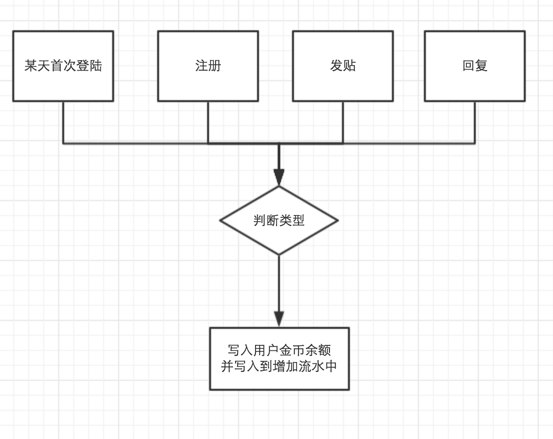 某天首次登陆
注册
发贴
回复
判断类型
写入用户金币余额
并写入到增加流水中